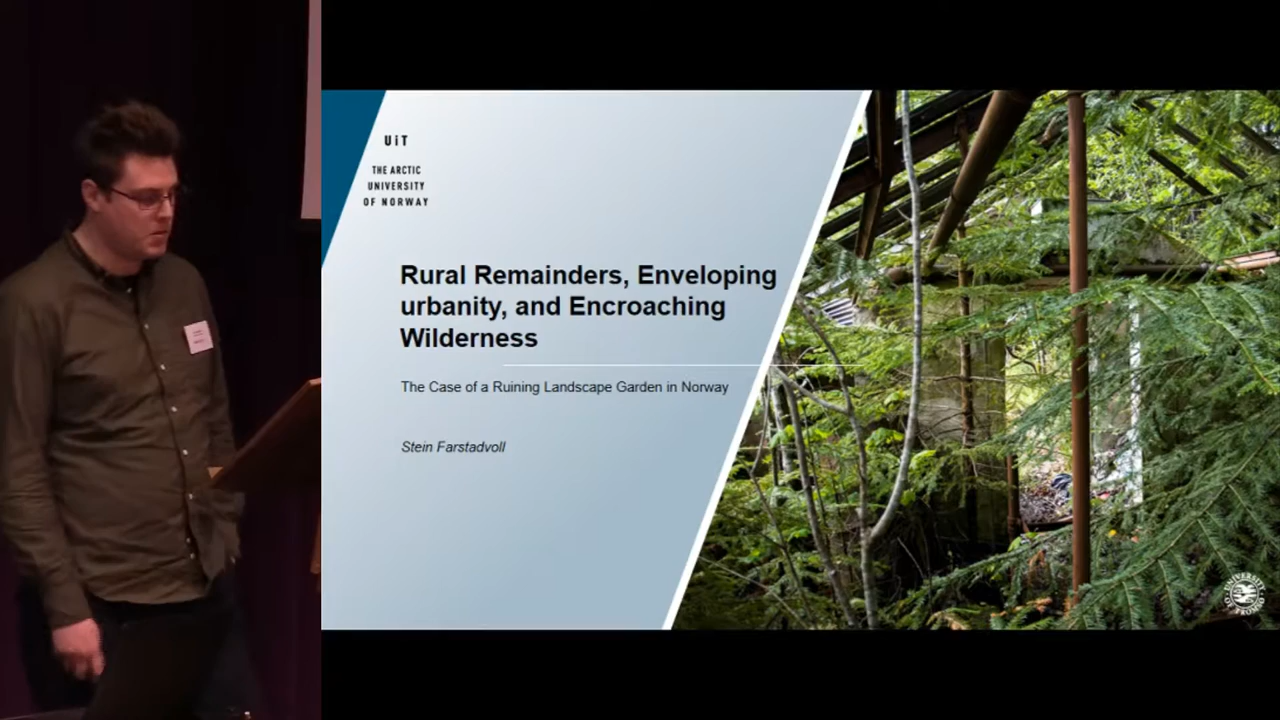 UiT
THE ARCTIC
UNIVERSITY
OF NORWAY
Rural Remainders, Enveloping
urbanity, and Encroaching
Wilderness
The Case of a Ruining Landscape Garden in Norway
Stein Farstadvoll